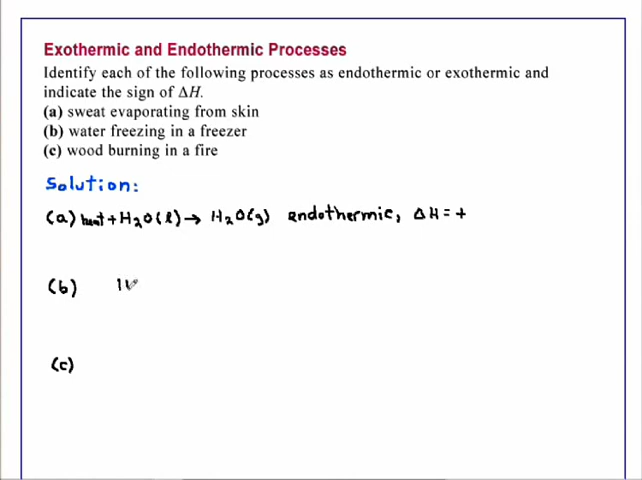 Exothermic and Endothermic Processes
Identify each of the following processes as endothermic or exothermic and
indicate the sign of ΔH.
(a) sweat evaporating from skin
(b) water freezing in a freezer
(c) wood burning in a fire
Solution:
(a) heat + H₂O(l) → H₂O(g) endothermic, ΔH = +
(b)
(c)